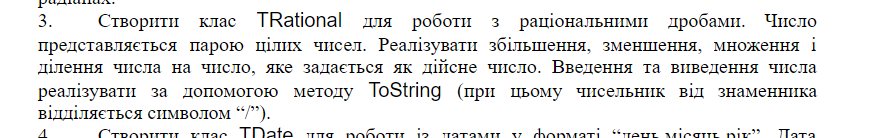 радіанах.
3. Створити клас TRational для роботи з раціональними дробами. Число
представляється парою цілих чисел. Реалізувати збільшення, зменшення, множення і
ділення числа на число, яке задається як дійсне число. Введення та виведення числа
реалізувати за допомогою методу ToString (при цьому чисельник від знаменника
відділяється символом “/”).
4. Створити клас TDate для роботи із датами у форматі “день.місяць.рік”. Дата